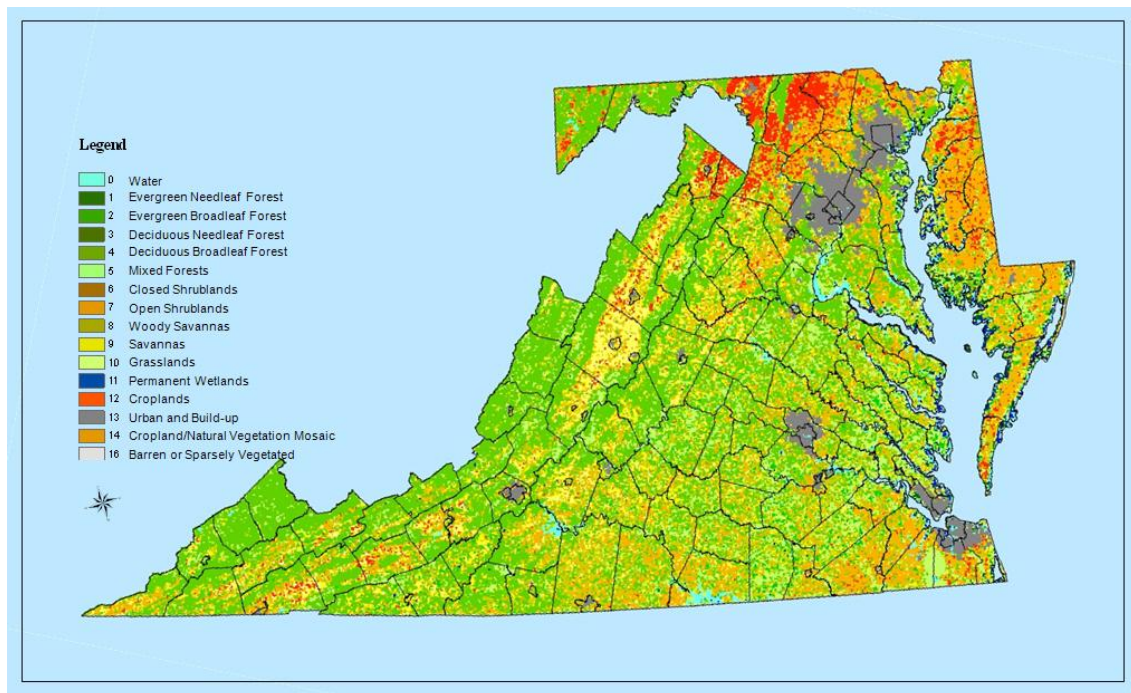 Legend
0 Water
1 Evergreen Needleaf Forest
2 Evergreen Broadleaf Forest
3 Deciduous Needleaf Forest
4 Deciduous Broadleaf Forest
5 Mixed Forests
6 Closed Shrublands
7 Open Shrublands
8 Woody Savannas
9 Savannas
10 Grasslands
11 Permanent Wetlands
12 Croplands
13 Urban and Build-up
14 Cropland/Natural Vegetation Mosaic
16 Barren or Sparsely Vegetated